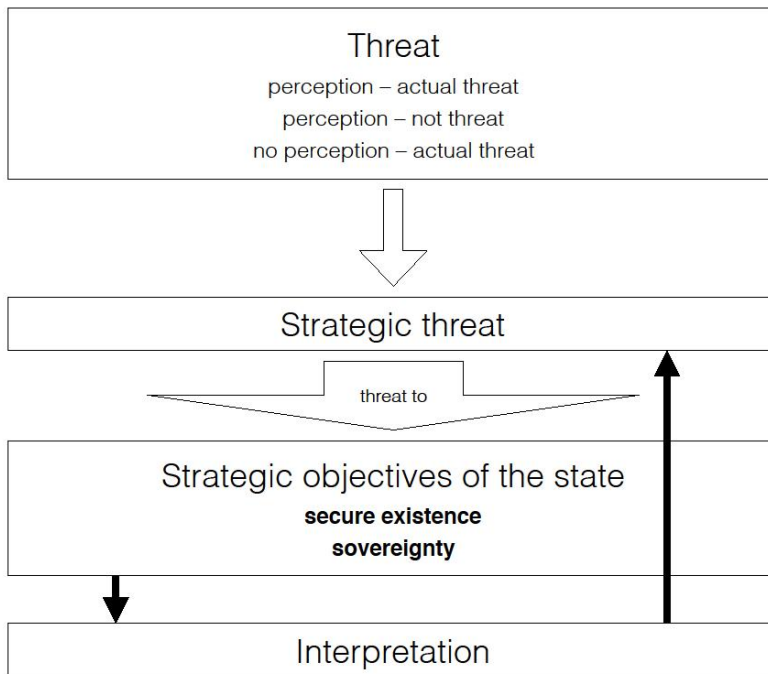 Threat
perception – actual threat
perception – not threat
no perception – actual threat
Strategic threat
threat to
Strategic objectives of the state
secure existence
sovereignty
Interpretation